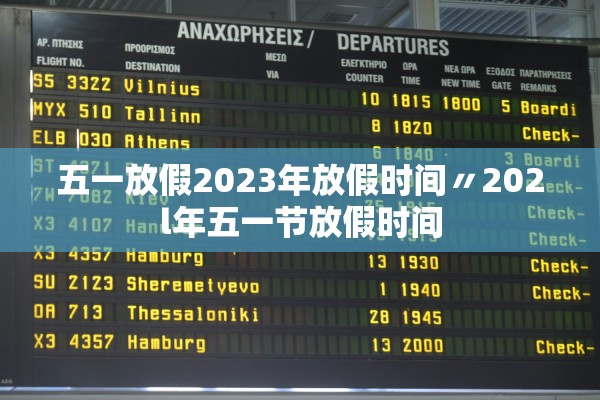 ΑΝΑΧΩΡΗΣΕΙΣ / DEPARTURES
ΑΡ. ΠΤΗΣΗΣ ΠΡΟΟΡΙΣΜΟΣ ΜΕΣΩ ΕΛΕΓΚΤΗΡΙΟ ΩΡΑ ΝΕΑ ΩΡΑ ΕΞΟΔΟΣ ΠΑΡΑΤΗΡΗΣΕΙΣ
FLIGHT NO. DESTINATION VIA COUNTER TIME NEW TIME GATE REMARKS
S5 3322 Vilnius 10 1815 1800 5 Boardi
MYX 510 Tallinn 8 1820 Check-
ELB 030 Athens 6 1840 3 Boardi
五一放假2023年放假时间〃202
l年五一节放假时间
X3 4107
X3 4357 Hamburg 13 1930 Check-
SU 2123 Sheremetyevo 1 1940 Check-
OA 713 Thessaloniki 28 1945
X3 4357 Hamburg 13 2000 Check-